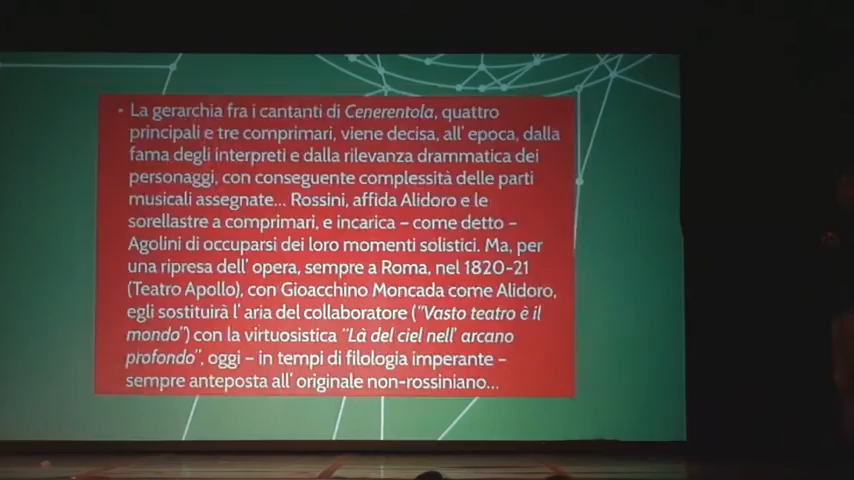 • La gerarchia fra i cantanti di Cenerentola, quattro
principali e tre comprimari, viene decisa, all' epoca, dalla
fama degli interpreti e dalla rilevanza drammatica dei
personaggi, con conseguente complessità delle parti
musicali assegnate... Rossini, affida Alidoro e le
sorellastre a comprimari, e incarica – come detto –
Agolini di occuparsi dei loro momenti solistici. Ma, per
una ripresa dell' opera, sempre a Roma, nel 1820-21
(Teatro Apollo), con Gioacchino Moncada come Alidoro,
egli sostituirà l' aria del collaboratore ("Vasto teatro è il
mondo") con la virtuosistica "Là del ciel nell' arcano
profondo", oggi – in tempi di filologia imperante –
sempre anteposta all' originale non-rossiniano...